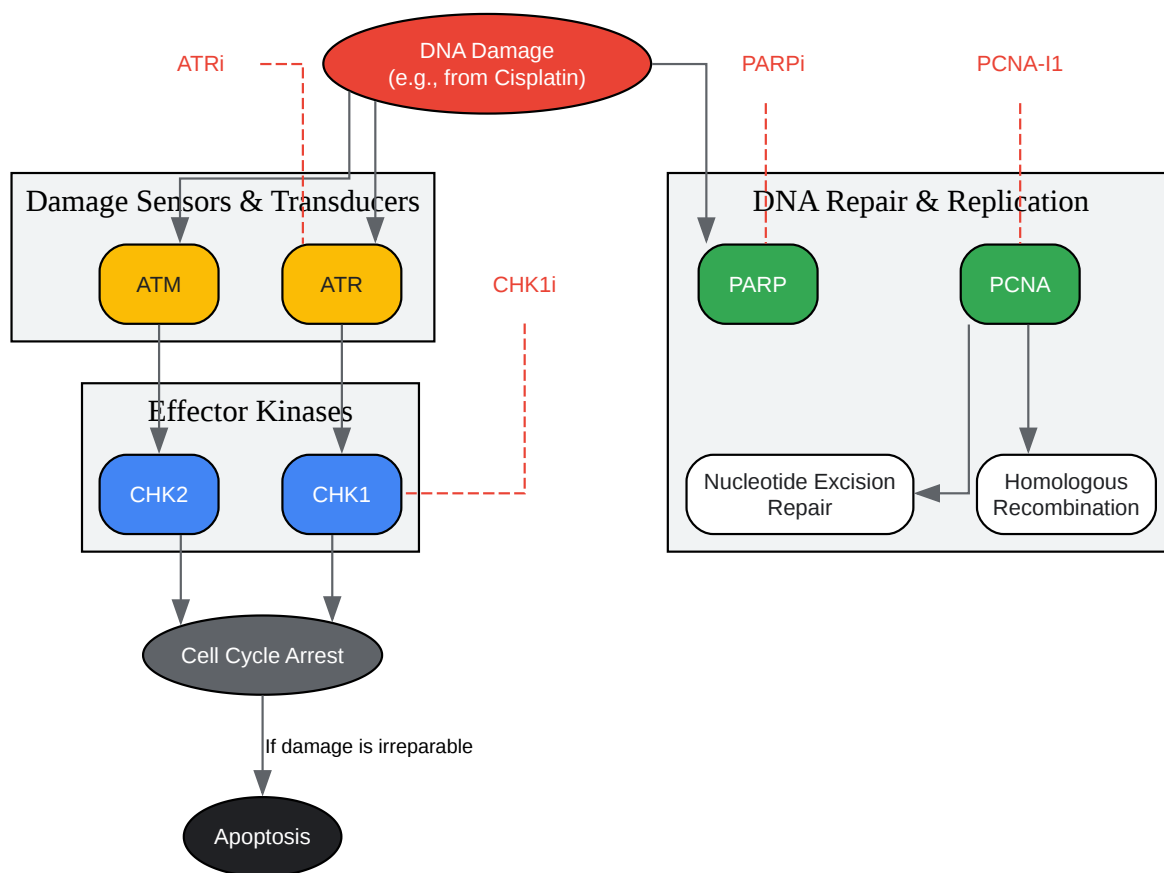 DNA Damage
(e.g., from Cisplatin)
ATRi
PARPi
PCNA-I1
Damage Sensors & Transducers
DNA Repair & Replication
ATM
ATR
CHK1i
PARP
PCNA
Effector Kinases
CHK2
CHK1
Nucleotide Excision
Repair
Homologous
Recombination
Cell Cycle Arrest
If damage is irreparable
Apoptosis